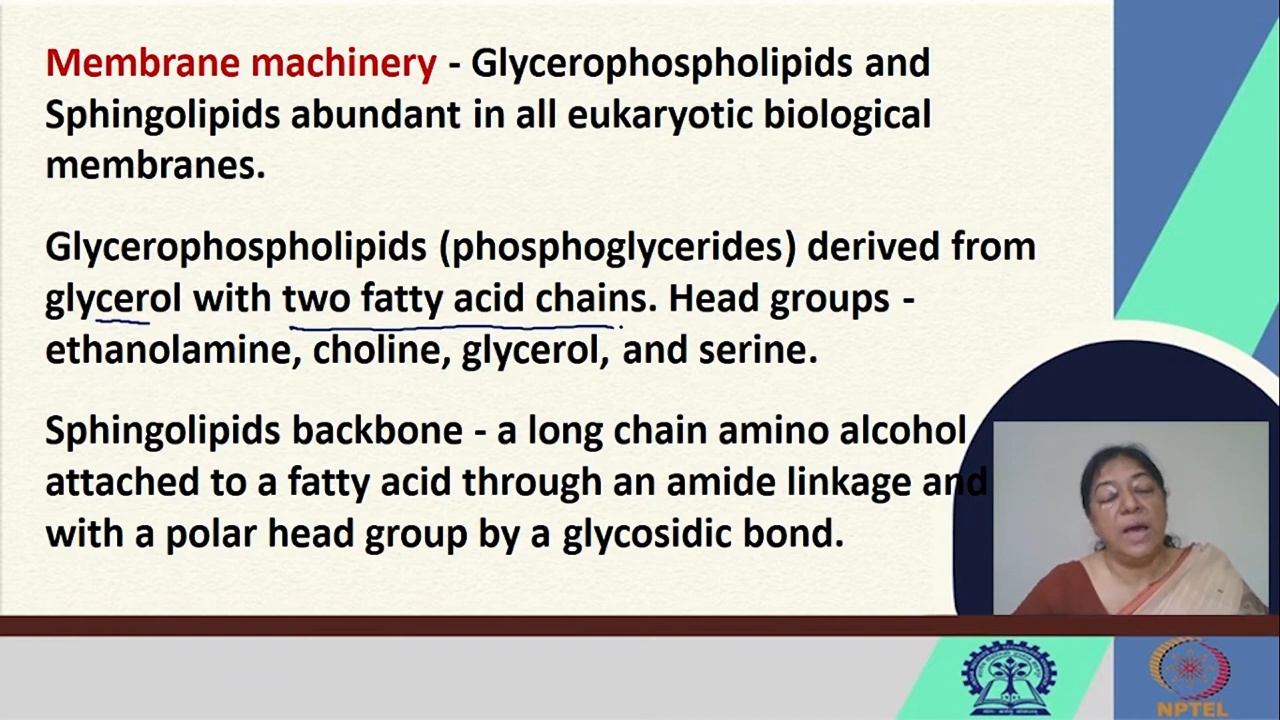 Membrane machinery - Glycerophospholipids and
Sphingolipids abundant in all eukaryotic biological
membranes.
Glycerophospholipids (phosphoglycerides) derived from
glycerol with two fatty acid chains. Head groups -
ethanolamine, choline, glycerol, and serine.
Sphingolipids backbone - a long chain amino alcohol
attached to a fatty acid through an amide linkage and
with a polar head group by a glycosidic bond.
NPTEL